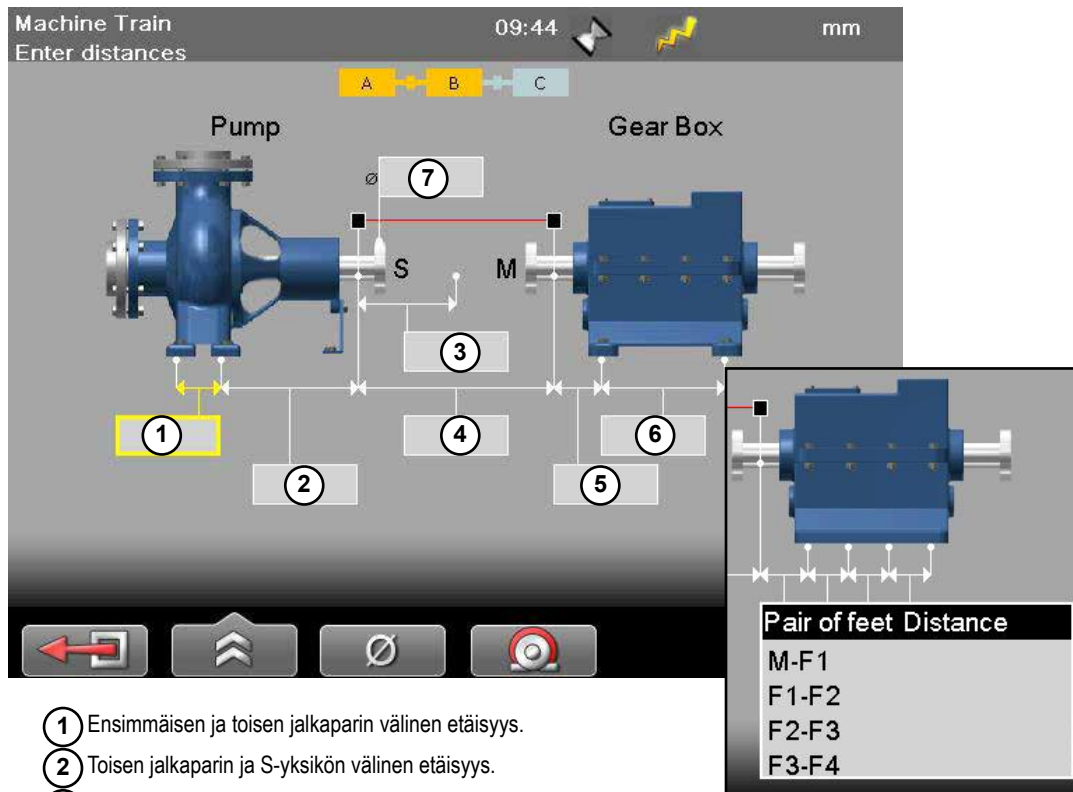 Machine Train 09:44 mm
Enter distances
A B C
Pump Gear Box
Ø 7
S M
3
1 4 6
2 5
Pair of feet Distance
M-F1
F1-F2
F2-F3
F3-F4
Ø
1 Ensimmäisen ja toisen jalkaparin välinen etäisyys.
2 Toisen jalkaparin ja S-yksikön välinen etäisyys.